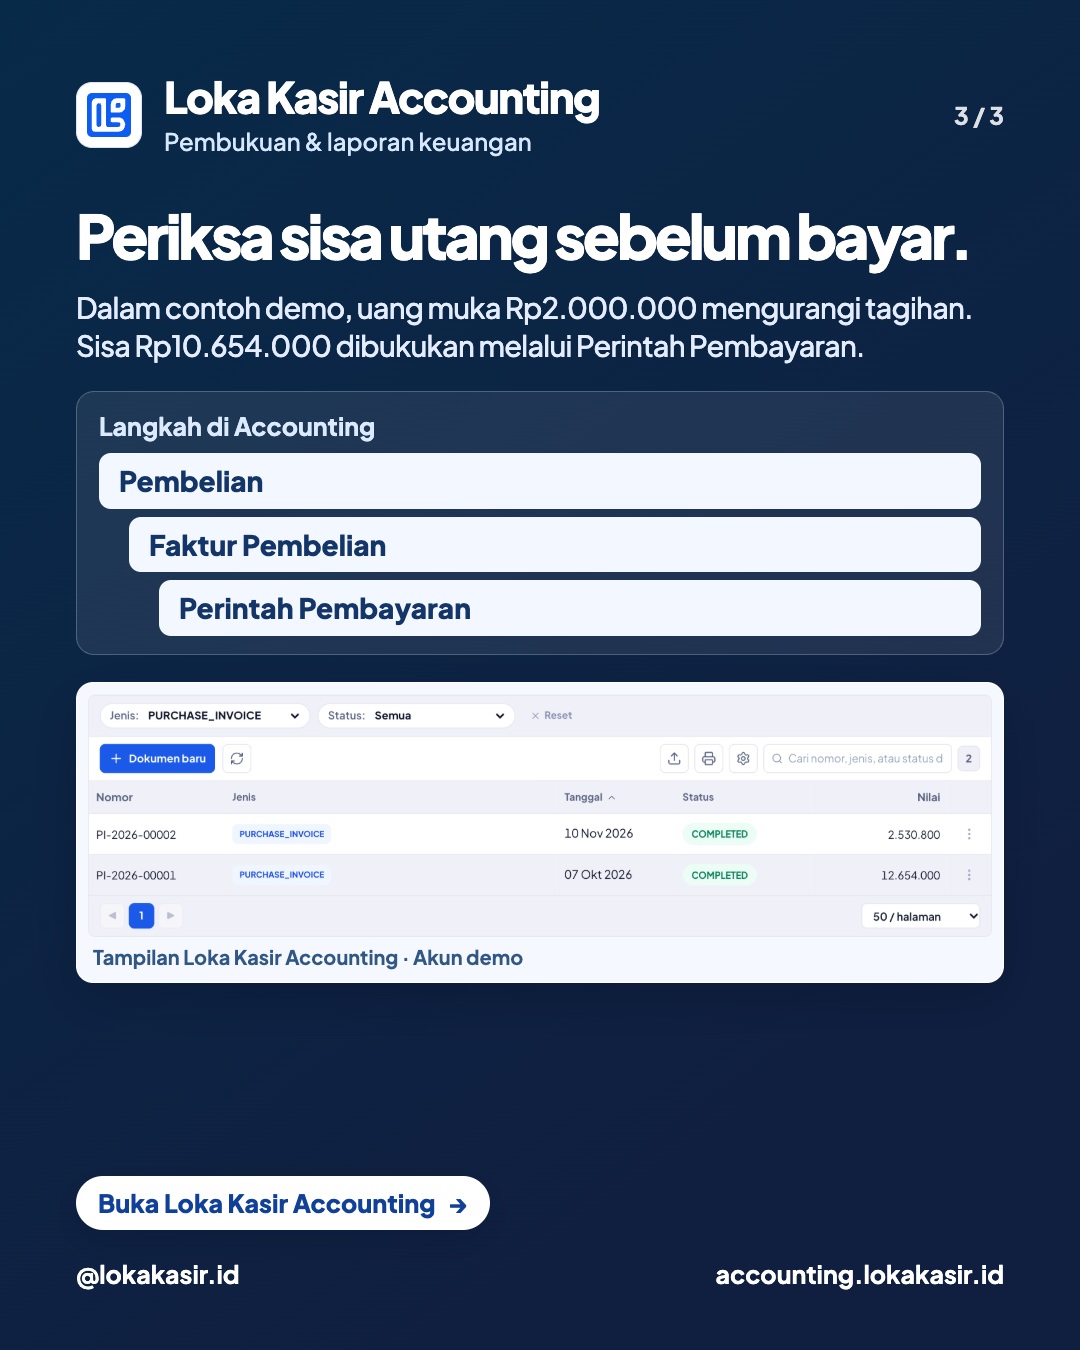 Loka Kasir Accounting
Pembukuan & laporan keuangan
3 / 3
Periksa sisa utang sebelum bayar.
Dalam contoh demo, uang muka Rp2.000.000 mengurangi tagihan.
Sisa Rp10.654.000 dibukukan melalui Perintah Pembayaran.
Langkah di Accounting
Pembelian
Faktur Pembelian
Perintah Pembayaran
Jenis: PURCHASE_INVOICE Status: Semua × Reset
+ Dokumen baru Cari nomor, jenis, atau status d 2
Nomor Jenis Tanggal Status Nilai
PI-2026-00002 PURCHASE_INVOICE 10 Nov 2026 COMPLETED 2.530.800
PI-2026-00001 PURCHASE_INVOICE 07 Okt 2026 COMPLETED 12.654.000
1 50 / halaman
Tampilan Loka Kasir Accounting · Akun demo
Buka Loka Kasir Accounting →
@lokakasir.id
accounting.lokakasir.id